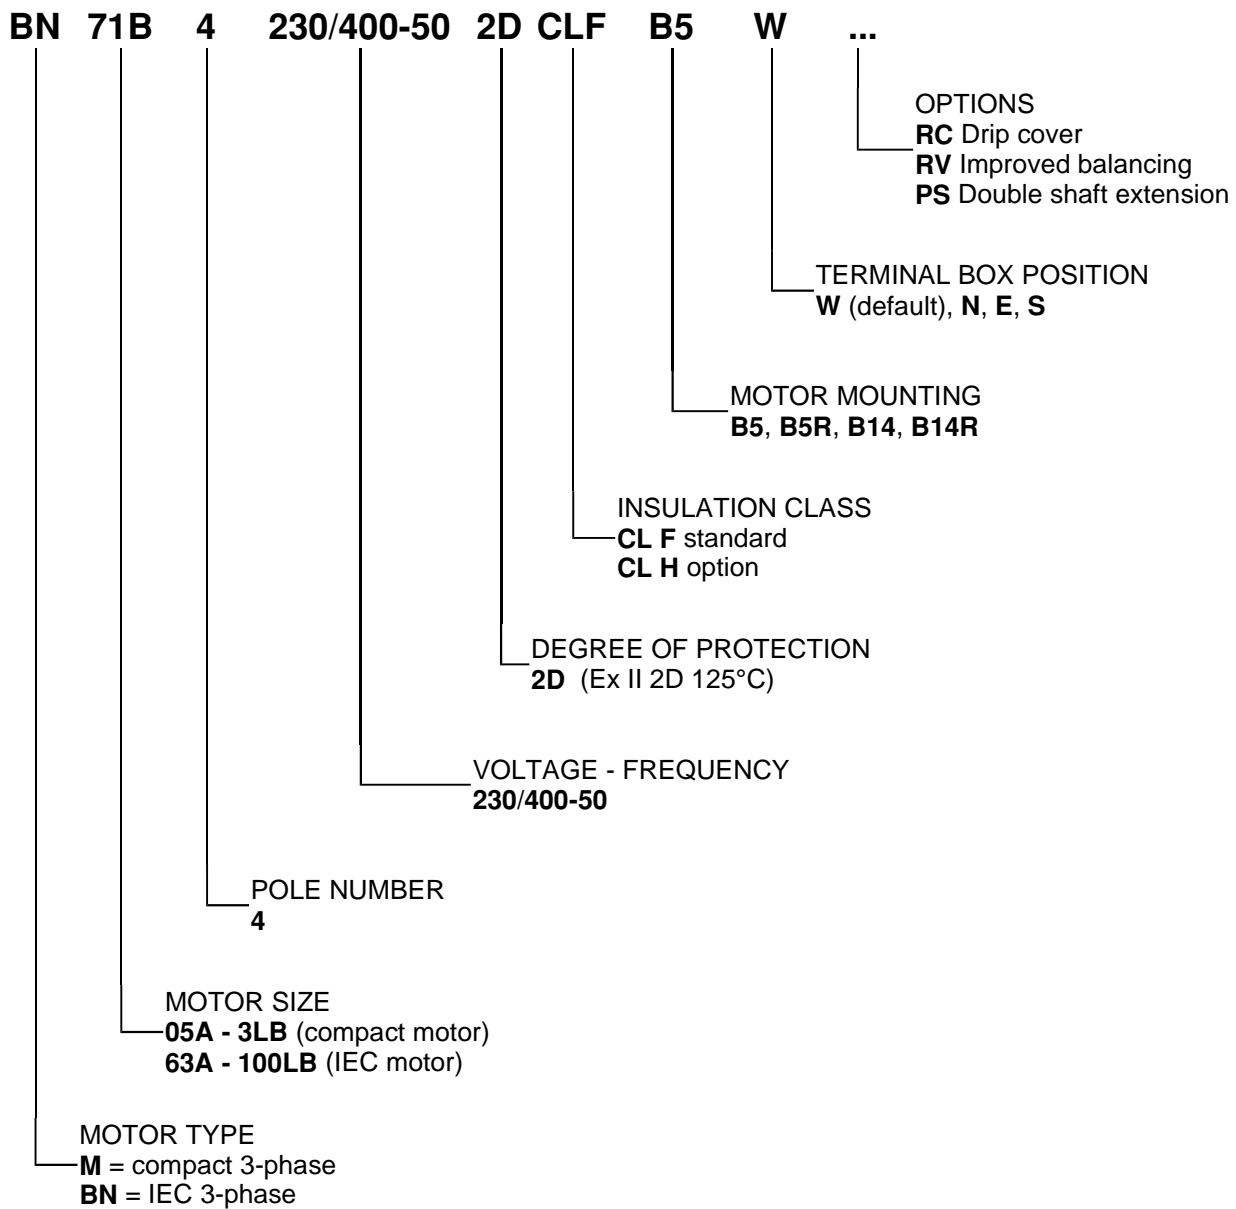 BN 71B 4 230/400-50 2D CLF B5 W ...
OPTIONS
RC Drip cover
RV Improved balancing
PS Double shaft extension
TERMINAL BOX POSITION
W (default), N, E, S
MOTOR MOUNTING
B5, B5R, B14, B14R
INSULATION CLASS
CL F standard
CL H option
DEGREE OF PROTECTION
2D (Ex II 2D 125°C)
VOLTAGE - FREQUENCY
230/400-50
POLE NUMBER
4
MOTOR SIZE
05A - 3LB (compact motor)
63A - 100LB (IEC motor)
MOTOR TYPE
M = compact 3-phase
BN = IEC 3-phase